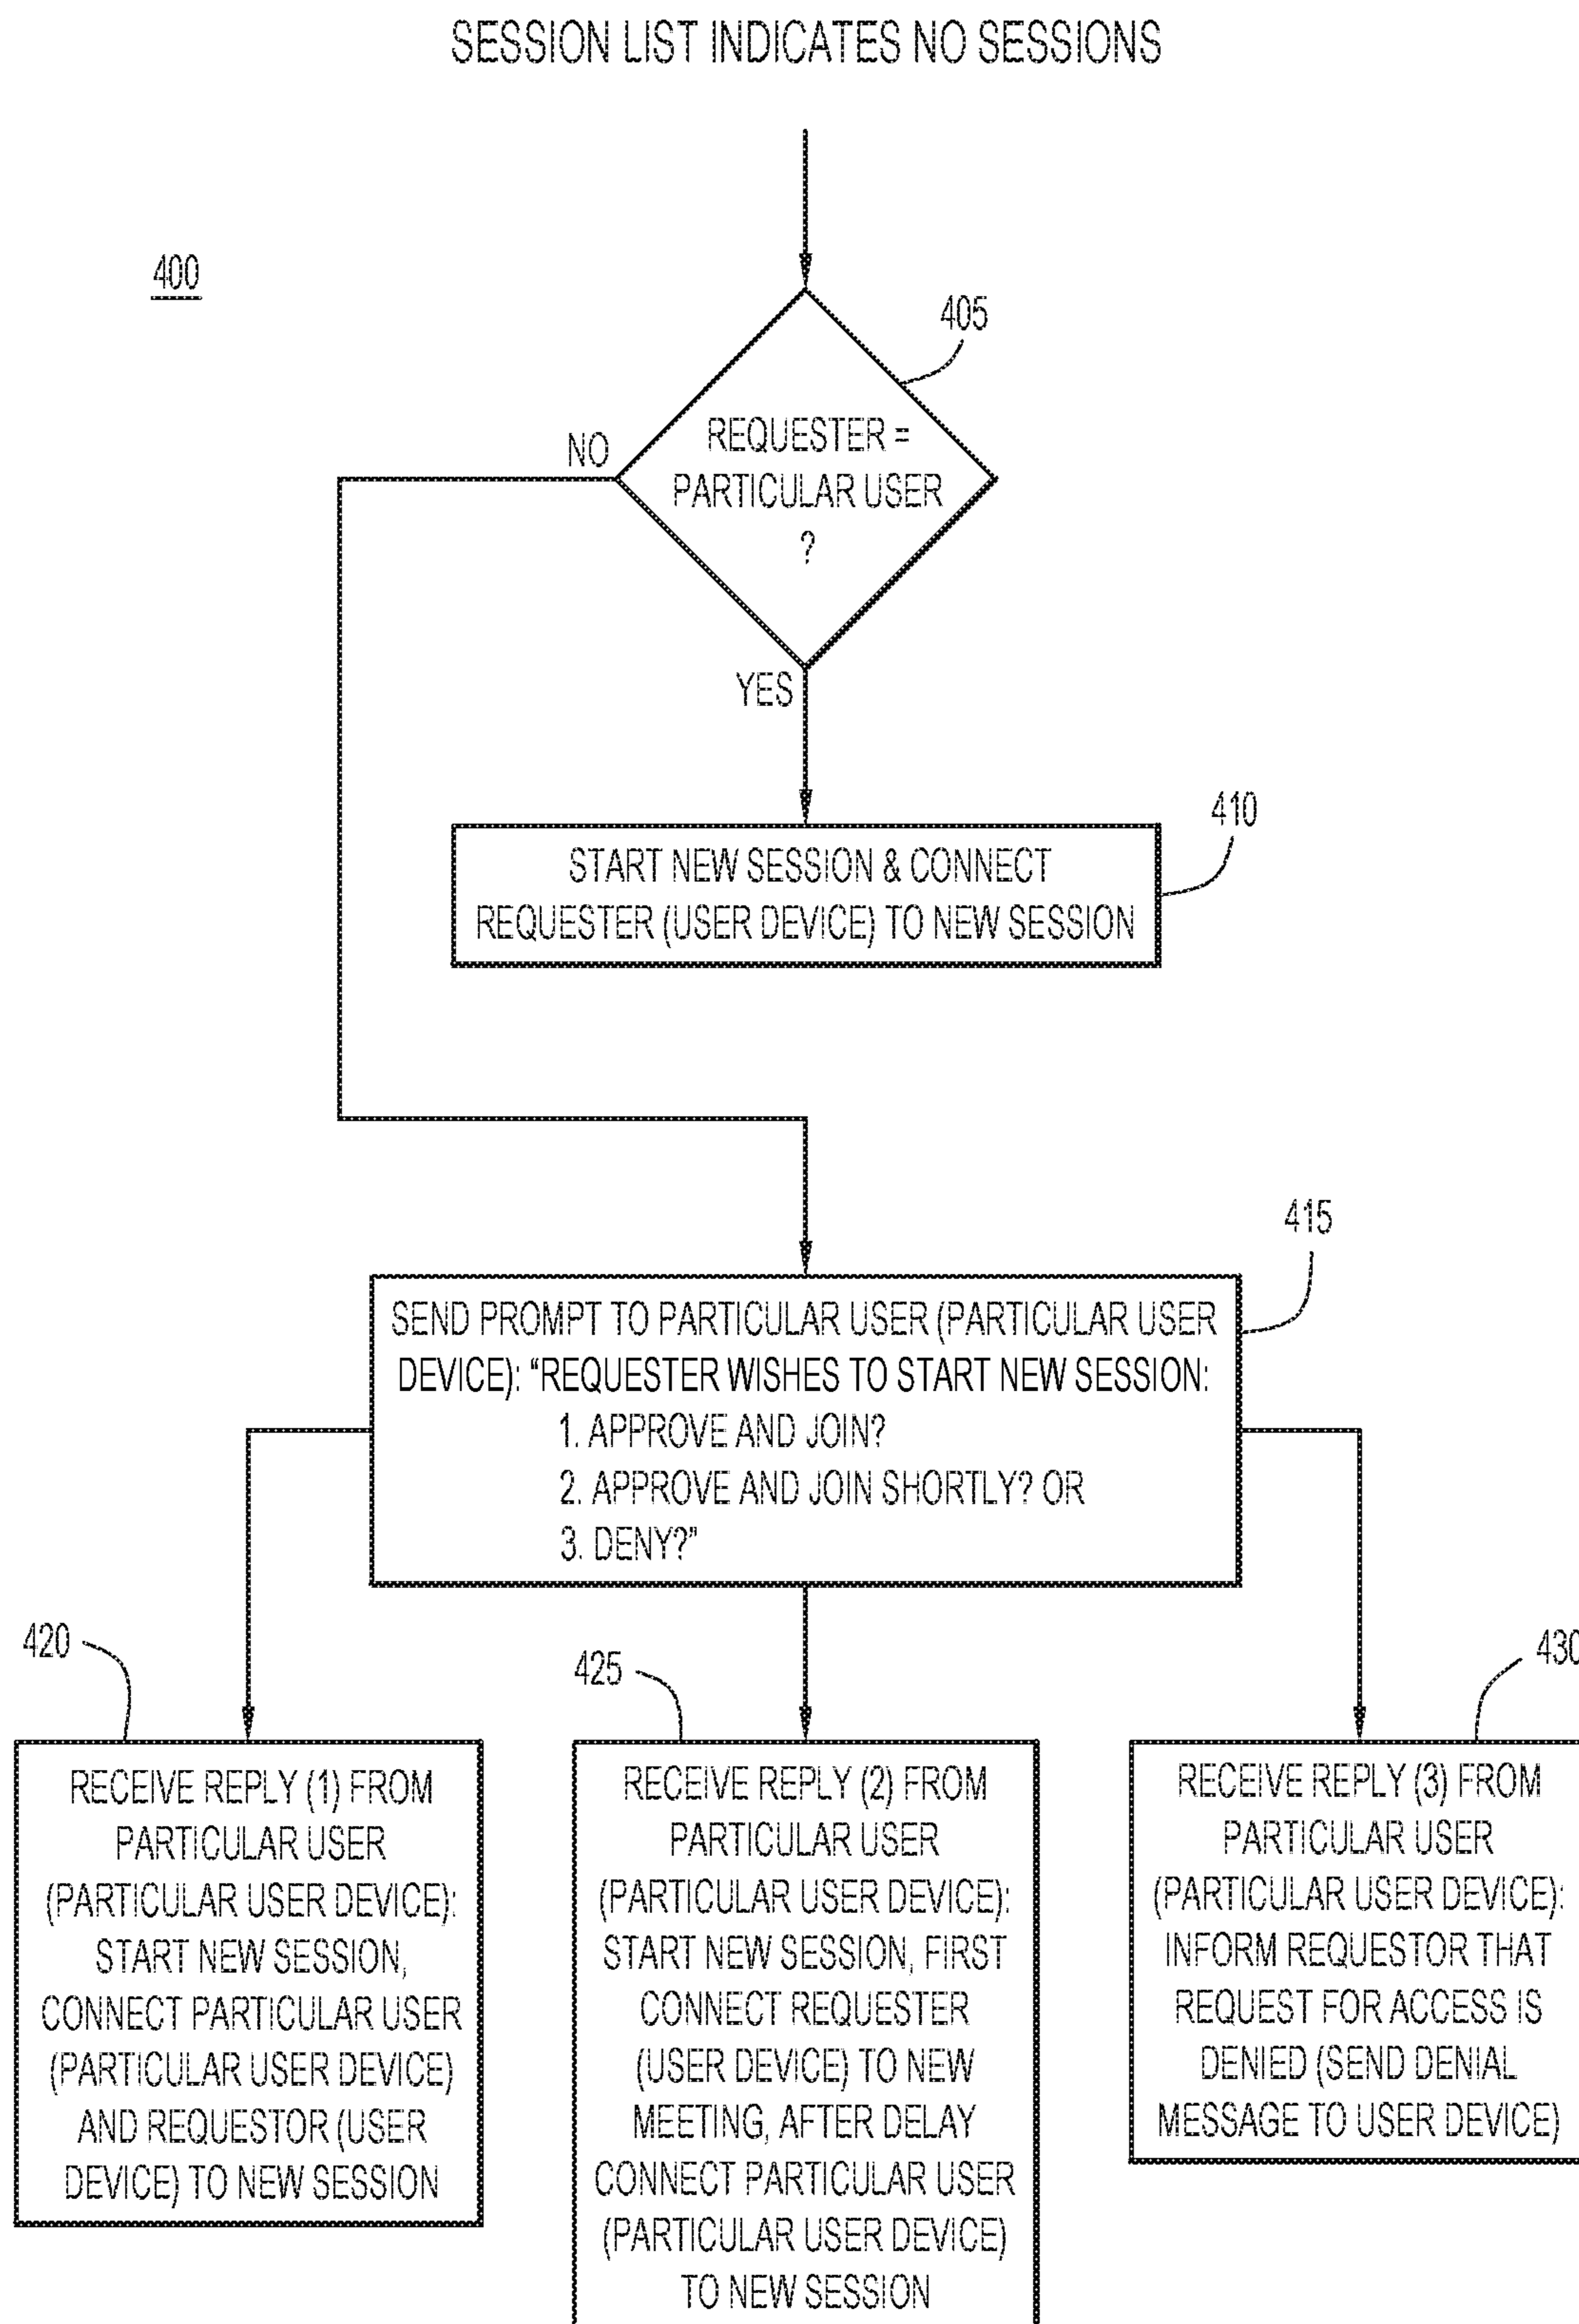 SESSION LIST INDICATES NO SESSIONS
400
405
REQUESTER =
PARTICULAR USER
?
NO
YES
410
START NEW SESSION & CONNECT
REQUESTER (USER DEVICE) TO NEW SESSION
415
SEND PROMPT TO PARTICULAR USER (PARTICULAR USER
DEVICE): “REQUESTER WISHES TO START NEW SESSION:
1. APPROVE AND JOIN?
2. APPROVE AND JOIN SHORTLY? OR
3. DENY?”
420
RECEIVE REPLY (1) FROM
PARTICULAR USER
(PARTICULAR USER DEVICE):
START NEW SESSION,
CONNECT PARTICULAR USER
(PARTICULAR USER DEVICE)
AND REQUESTOR (USER
DEVICE) TO NEW SESSION
425
RECEIVE REPLY (2) FROM
PARTICULAR USER
(PARTICULAR USER DEVICE):
START NEW SESSION, FIRST
CONNECT REQUESTER
(USER DEVICE) TO NEW
MEETING, AFTER DELAY
CONNECT PARTICULAR USER
(PARTICULAR USER DEVICE)
TO NEW SESSION
430
RECEIVE REPLY (3) FROM
PARTICULAR USER
(PARTICULAR USER DEVICE):
INFORM REQUESTOR THAT
REQUEST FOR ACCESS IS
DENIED (SEND DENIAL
MESSAGE TO USER DEVICE)